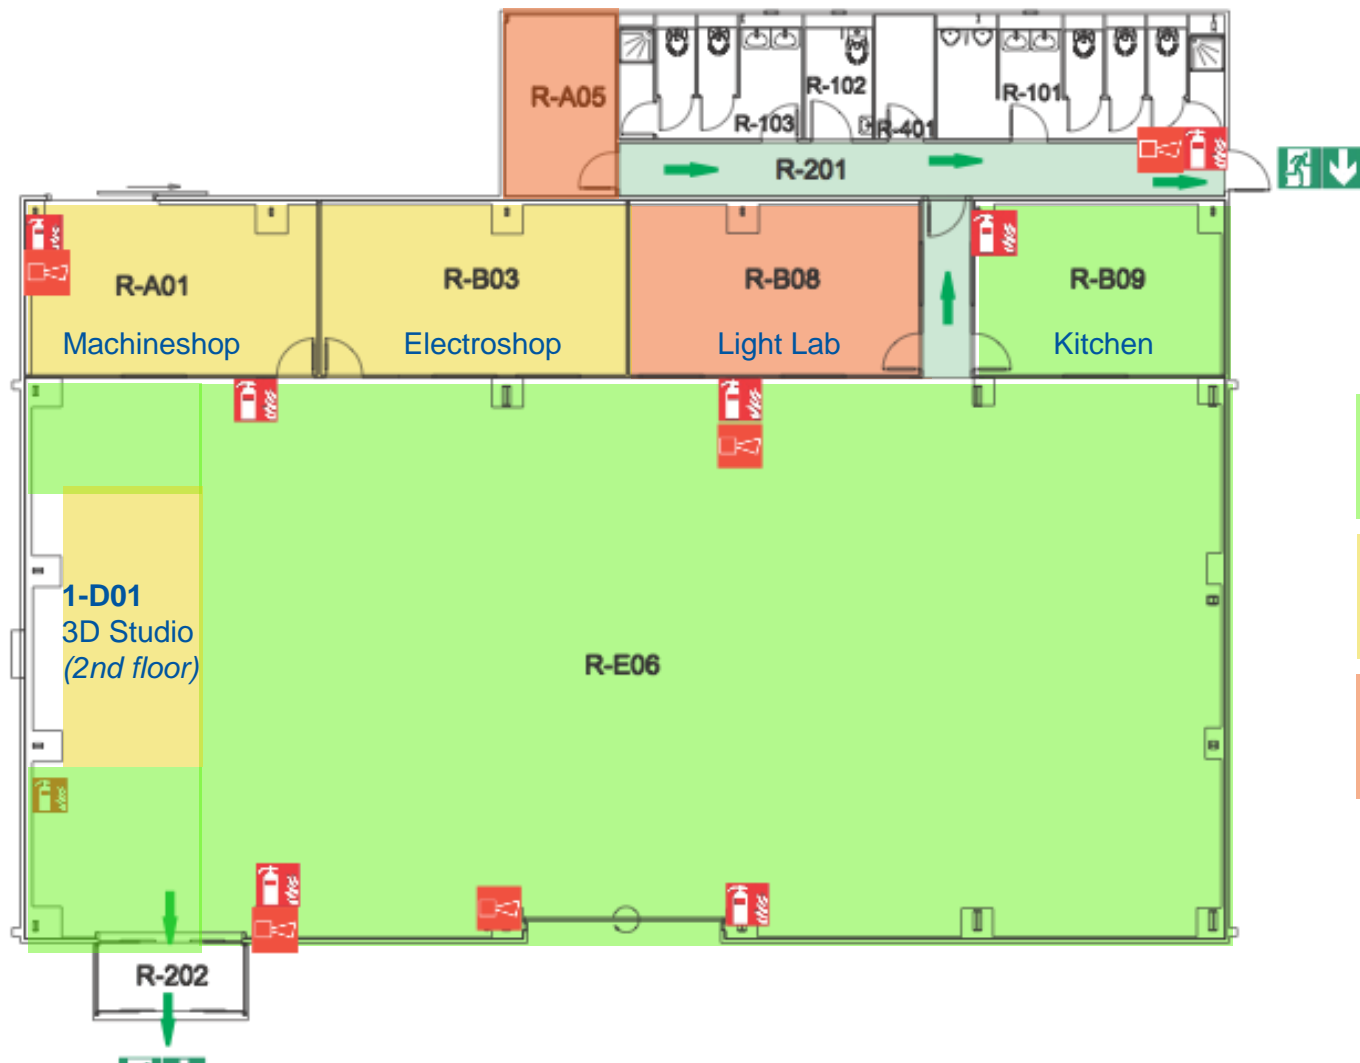 R-A05
R-103
R-102
R-401
R-101
R-201
R-A01
Machineshop
R-B03
Electroshop
R-B08
Light Lab
R-B09
Kitchen
1-D01
3D Studio
(2nd floor)
R-E06
R-202